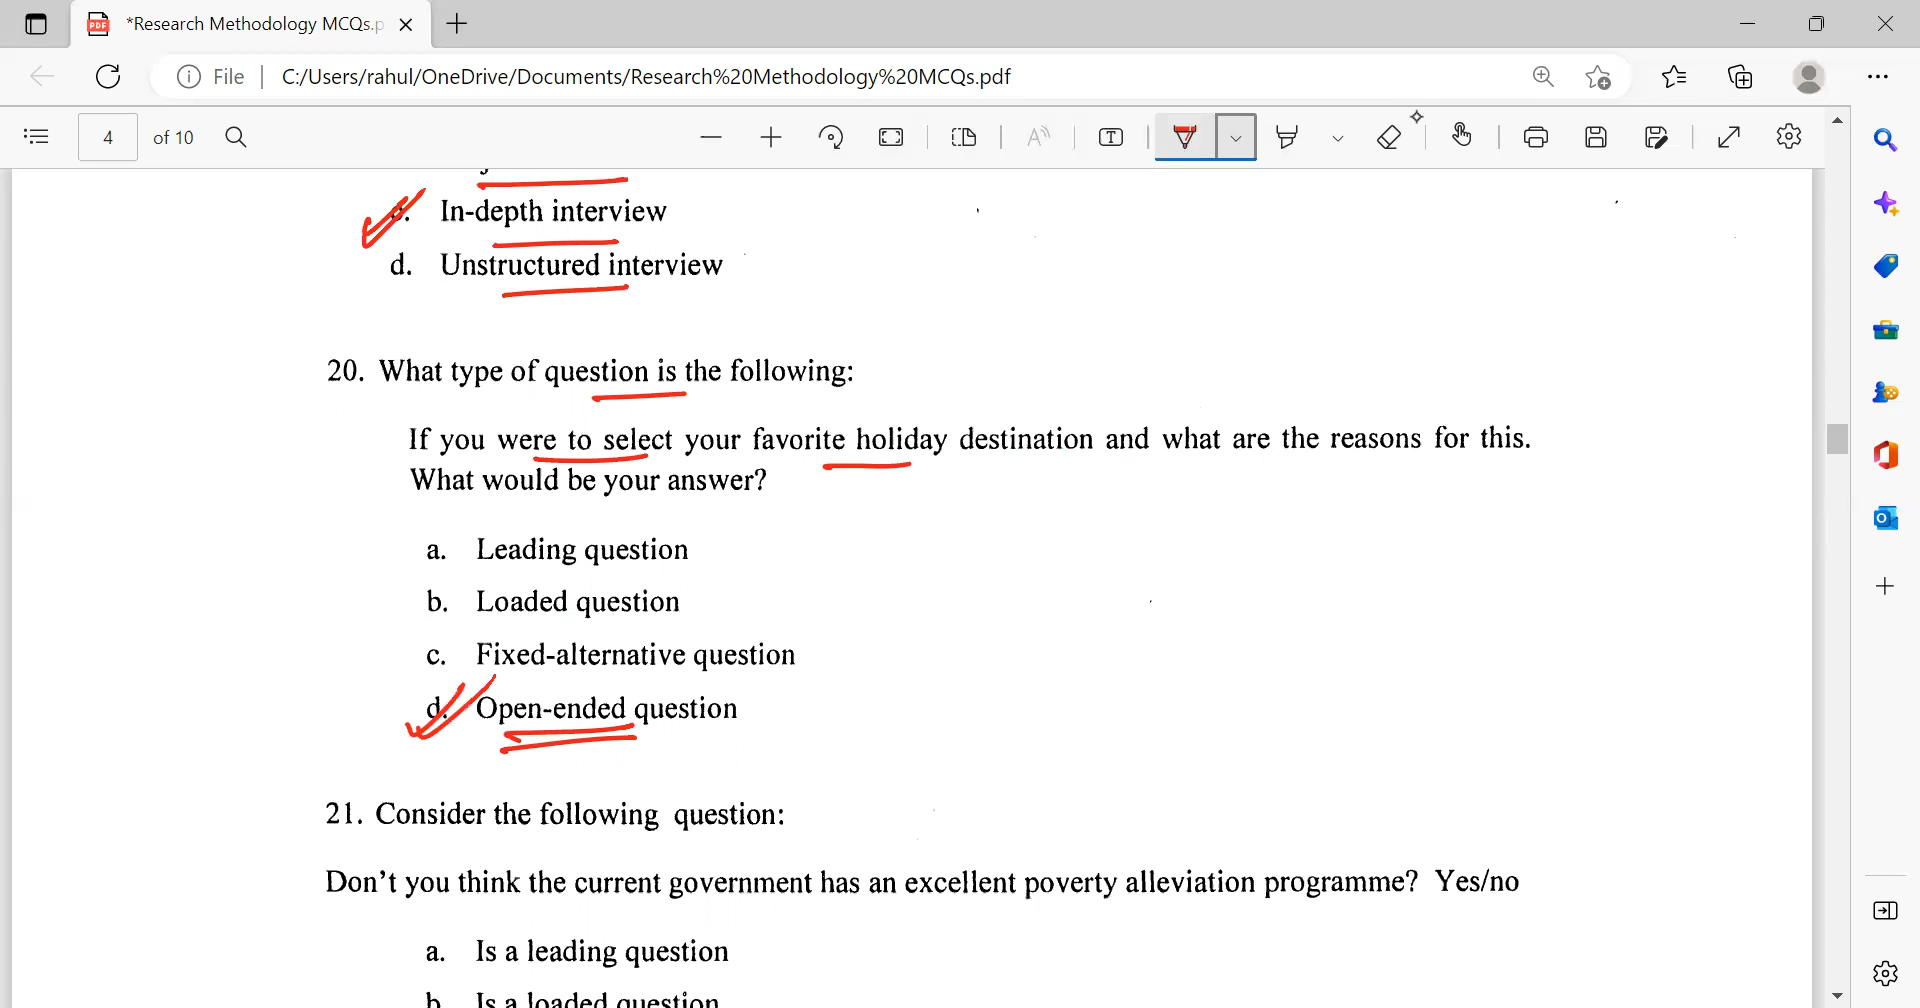 *Research Methodology MCQs.p
File
C:/Users/rahul/OneDrive/Documents/Research%20Methodology%20MCQs.pdf
4 of 10
In-depth interview
d. Unstructured interview
20. What type of question is the following:
If you were to select your favorite holiday destination and what are the reasons for this.
What would be your answer?
a. Leading question
b. Loaded question
c. Fixed-alternative question
d. Open-ended question
21. Consider the following question:
Don't you think the current government has an excellent poverty alleviation programme? Yes/no
a. Is a leading question
b. Is a loaded question